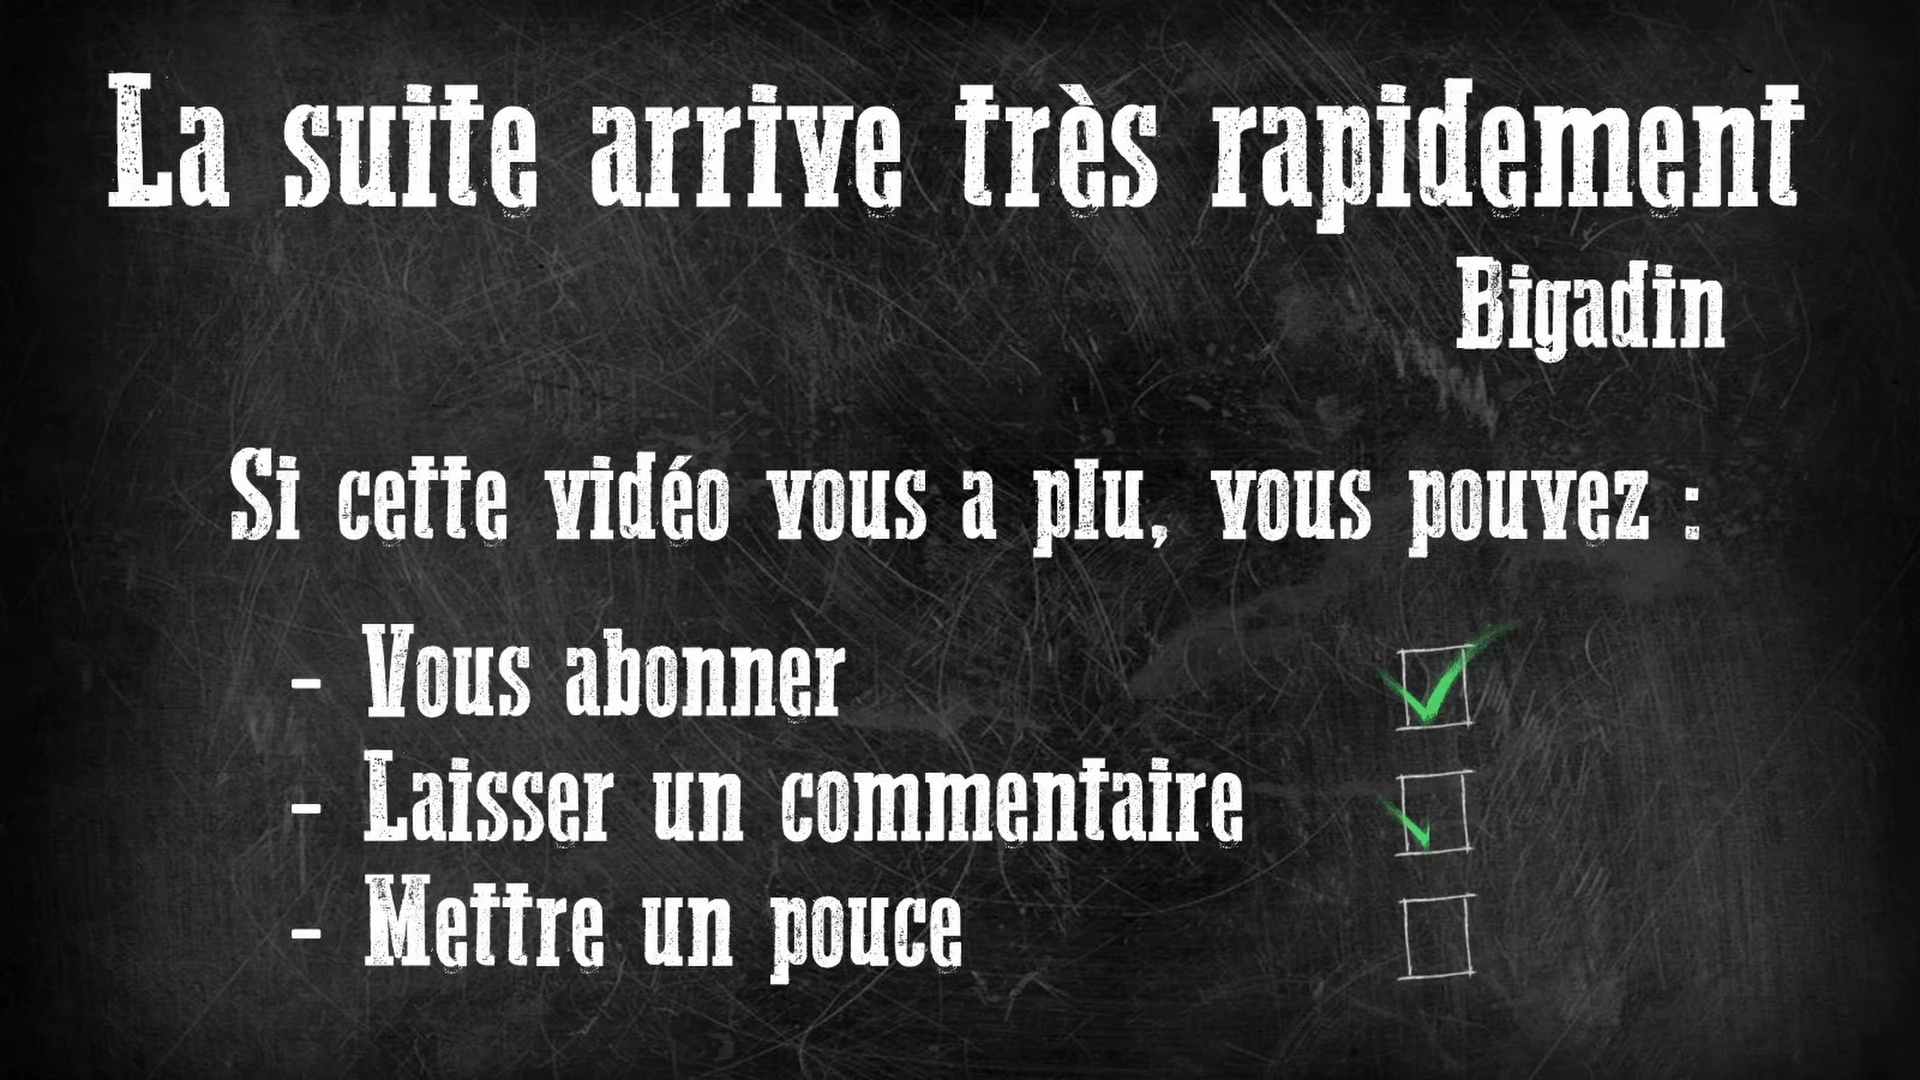 La suite arrive très rapidement
Bigadin
Si cette vidéo vous a plu, vous pouvez :
- Vous abonner
- Laisser un commentaire
- Mettre un pouce